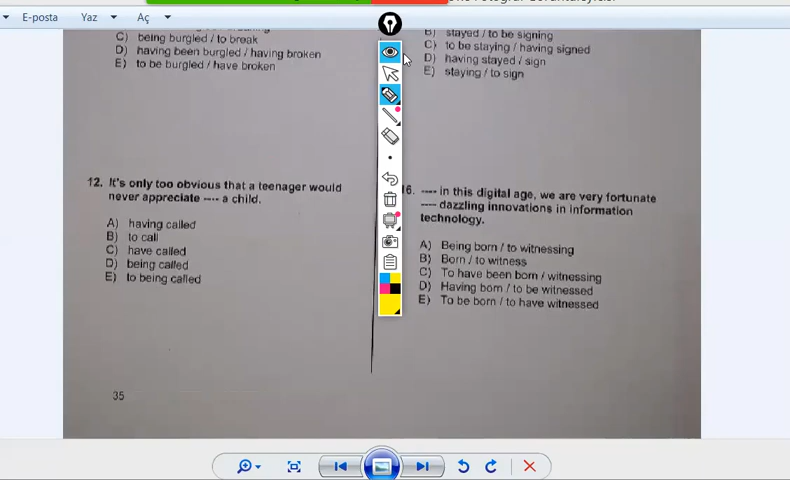 E-posta Yaz Aç
C) being burgled / to break
D) having been burgled / having broken
E) to be burgled / have broken
12. It's only too obvious that a teenager would
never appreciate ---- a child.
A) having called
B) to call
C) have called
D) being called
E) to being called
35
B) stayed / to be signing
C) to be staying / having signed
D) having stayed / sign
E) staying / to sign
16. ---- in this digital age, we are very fortunate
---- dazzling innovations in information
technology.
A) Being born / to witnessing
B) Born / to witness
C) To have been born / witnessing
D) Having born / to be witnessed
E) To be born / to have witnessed